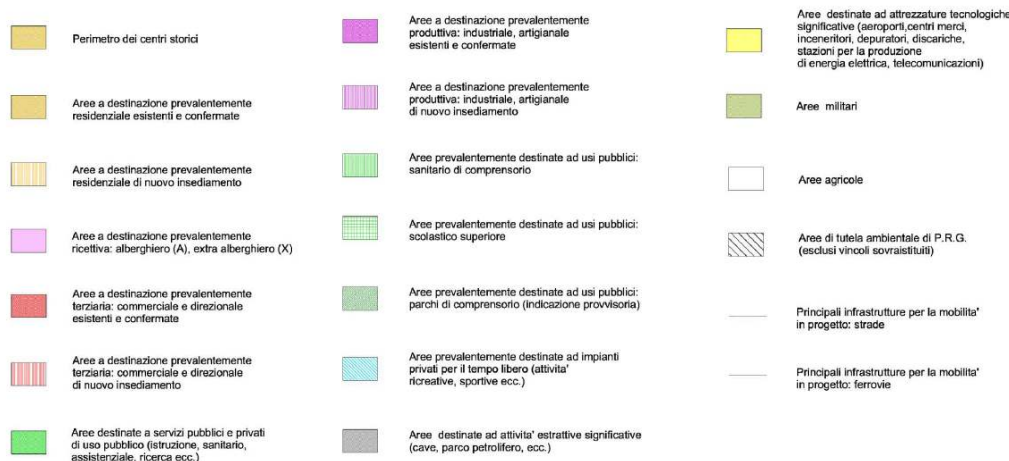 Perimetro dei centri storici
Aree a destinazione prevalentemente
residenziale esistenti e confermate
Aree a destinazione prevalentemente
residenziale di nuovo insediamento
Aree a destinazione prevalentemente
ricettiva: alberghiero (A), extra alberghiero (X)
Aree a destinazione prevalentemente
terziaria: commerciale e direzionale
esistenti e confermate
Aree a destinazione prevalentemente
terziaria: commerciale e direzionale
di nuovo insediamento
Aree destinate a servizi pubblici e privati
di uso pubblico (istruzione, sanitario,
assistenziale, ricerca ecc.)
Aree a destinazione prevalentemente
produttiva: industriale, artigianale
esistenti e confermate
Aree a destinazione prevalentemente
produttiva: industriale, artigianale
di nuovo insediamento
Aree prevalentemente destinate ad usi pubblici:
sanitario di comprensorio
Aree prevalentemente destinate ad usi pubblici:
scolastico superiore
Aree prevalentemente destinate ad usi pubblici:
parchi di comprensorio (indicazione provvisoria)
Aree prevalentemente destinate ad impianti
privati per il tempo libero (attivita'
ricreative, sportive ecc.)
Aree destinate ad attivita' estrattive significative
(cave, parco petrolifero, ecc.)
Aree destinate ad attrezzature tecnologiche
significative (aeroporti,centri merci,
inceneritori, depuratori, discariche,
stazioni per la produzione
di energia elettrica, telecomunicazioni)
Aree militari
Aree agricole
Aree di tutela ambientale di P.R.G.
(esclusi vincoli sovraistituiti)
Principali infrastrutture per la mobilita'
in progetto: strade
Principali infrastrutture per la mobilita'
in progetto: ferrovie